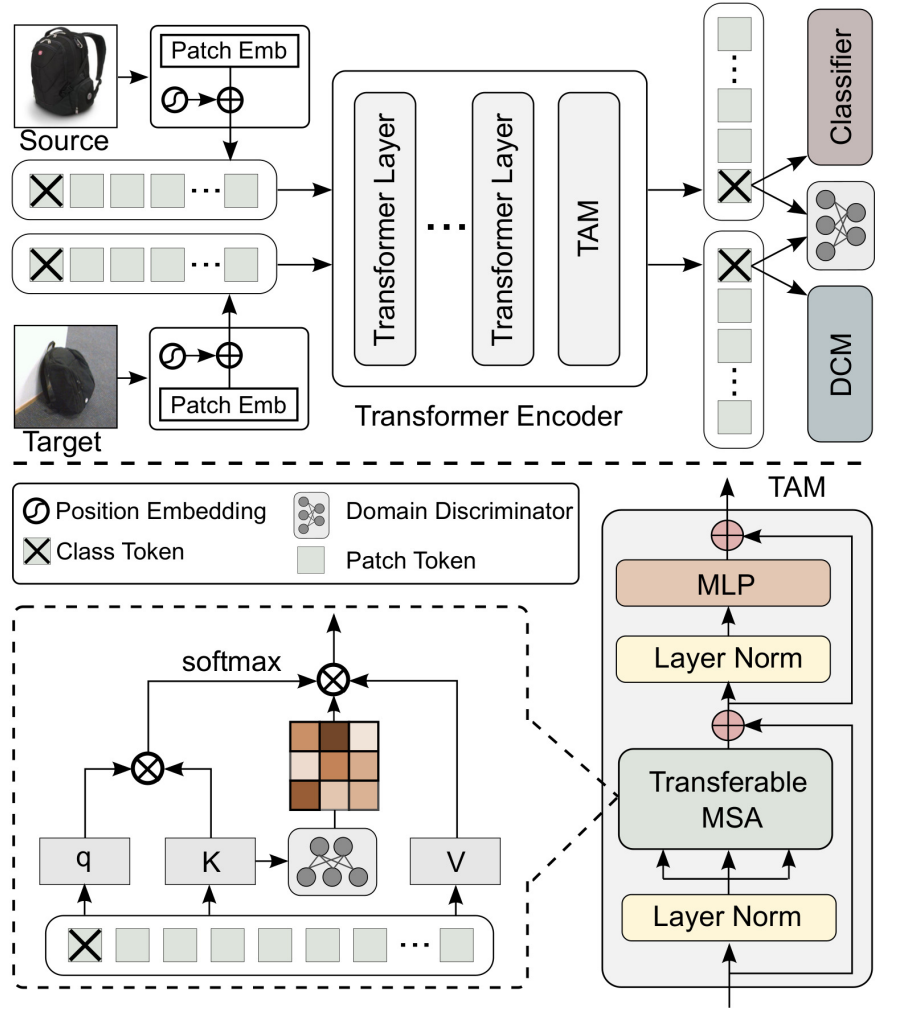 Patch Emb
Source
Transformer Layer
...
Transformer Layer
TAM
Classifier
DCM
Target
Patch Emb
Transformer Encoder
Position Embedding
Domain Discriminator
Class Token
Patch Token
TAM
MLP
Layer Norm
Transferable
MSA
Layer Norm
softmax
q
K
V